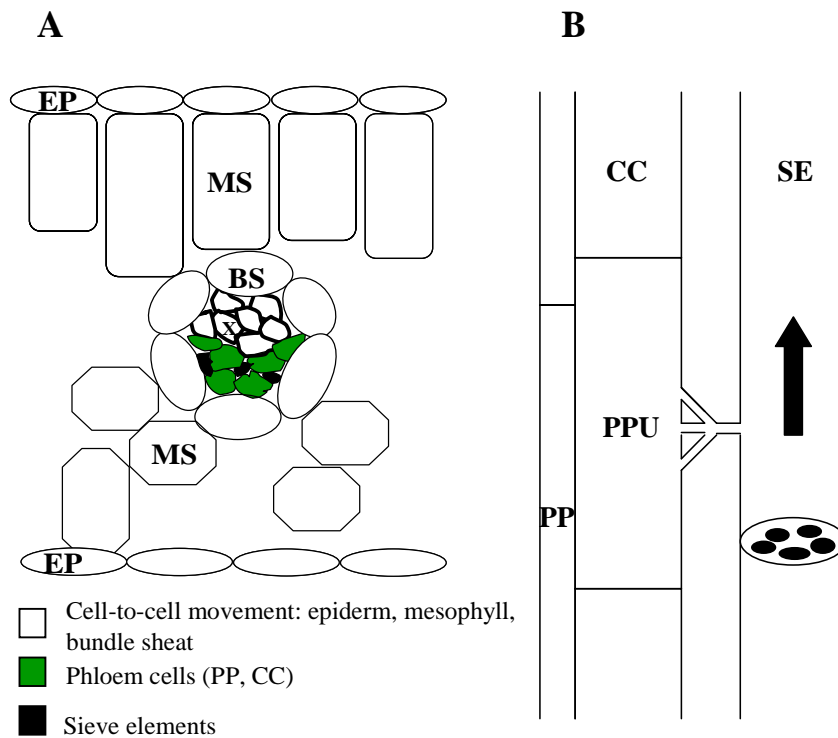 A
B
EP
MS
BS
X
MS
EP
Cell-to-cell movement: epiderm, mesophyll,
bundle sheat
Phloem cells (PP, CC)
Sieve elements
CC
SE
PPU
PP